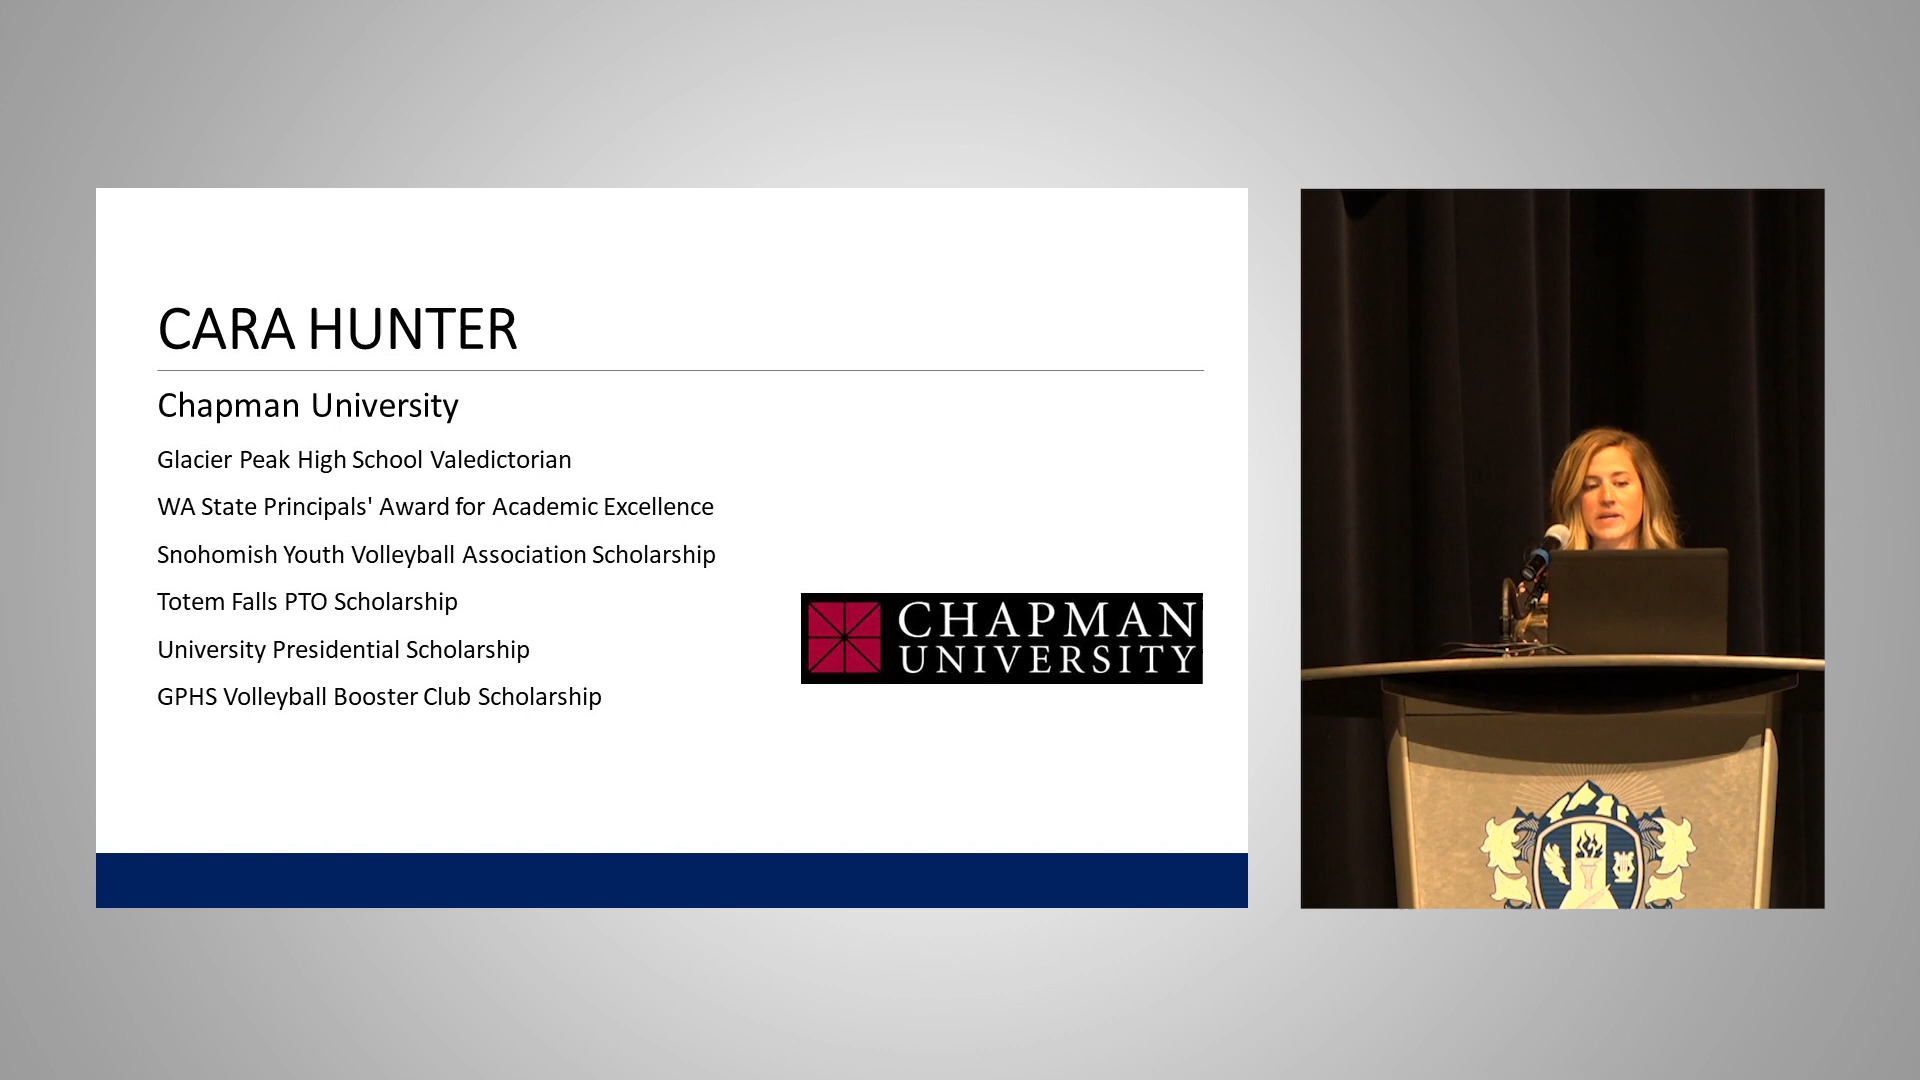 CARA HUNTER
Chapman University
Glacier Peak High School Valedictorian
WA State Principals' Award for Academic Excellence
Snohomish Youth Volleyball Association Scholarship
Totem Falls PTO Scholarship
University Presidential Scholarship
GPHS Volleyball Booster Club Scholarship
CHAPMAN
UNIVERSITY